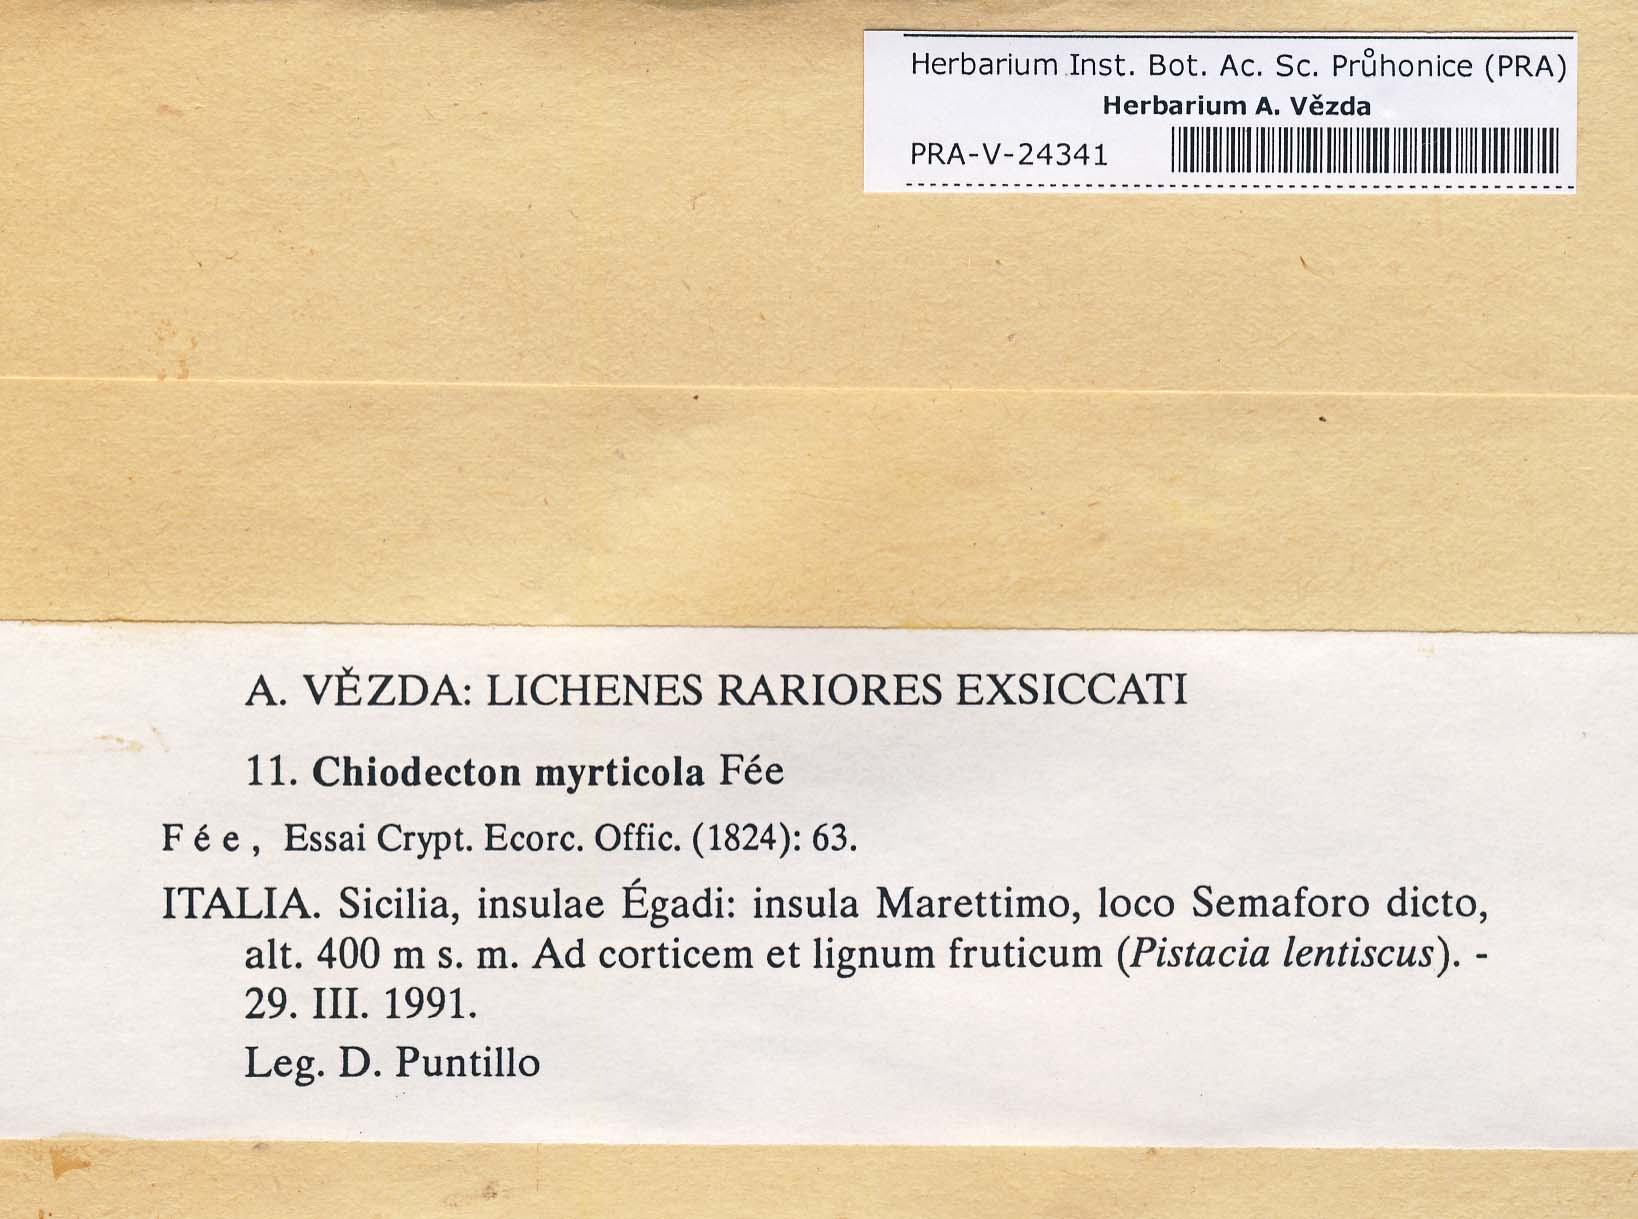 Herbarium Inst. Bot. Ac. Sc. Průhonice (PRA)
Herbarium A. Vězda
PRA-V-24341
A. VĚZDA: LICHENES RARIORES EXSICCATI
11. Chiodecton myrticola Fée
Fée, Essai Crypt. Ecorc. Offic. (1824): 63.
ITALIA. Sicilia, insulae Égadi: insula Marettimo, loco Semaforo dicto,
alt. 400 m s. m. Ad corticem et lignum fruticum (Pistacia lentiscus). -
29. III. 1991.
Leg. D. Puntillo